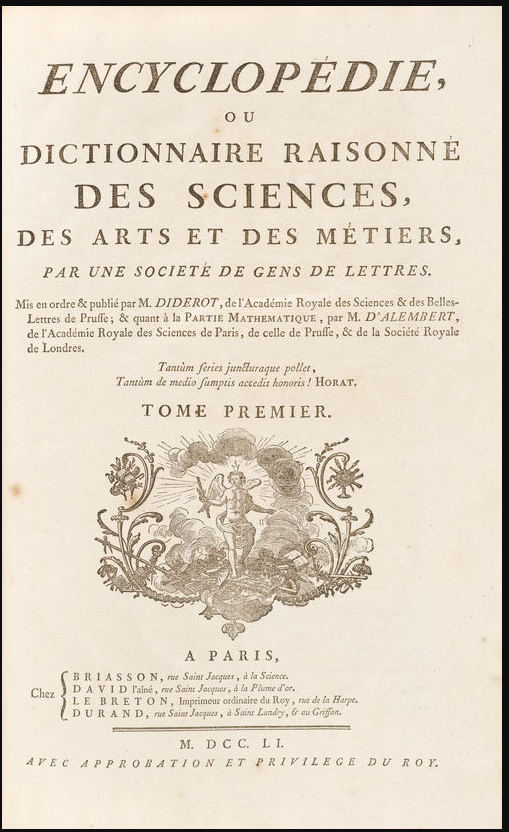 ENCYCLOPÉDIE,
OU
DICTIONNAIRE RAISONNÉ
DES SCIENCES,
DES ARTS ET DES MÉTIERS,
PAR UNE SOCIETÉ DE GENS DE LETTRES.
Mis en ordre & publié par M. DIDEROT, de l'Académie Royale des Sciences & des Belles-
Lettres de Pruſſe; & quant à la PARTIE MATHEMATIQUE, par M. D'ALEMBERT,
de l'Académie Royale des Sciences de Paris, de celle de Pruſſe, & de la Société Royale
de Londres.
Tantùm ſeries juncturaque pollet,
Tantùm de medio ſumptis accedit honoris! HORAT.
TOME PREMIER.
A PARIS,
Chez
BRIASSON, rue Saint Jacques, à la Science.
DAVID l'aîné, rue Saint Jacques, à la Plume d'or.
LE BRETON, Imprimeur ordinaire du Roy, rue de la Harpe.
DURAND, rue Saint Jacques, à Saint Landry, & au Griffon.
M. DCC. LI.
AVEC APPROBATION ET PRIVILEGE DU ROY.